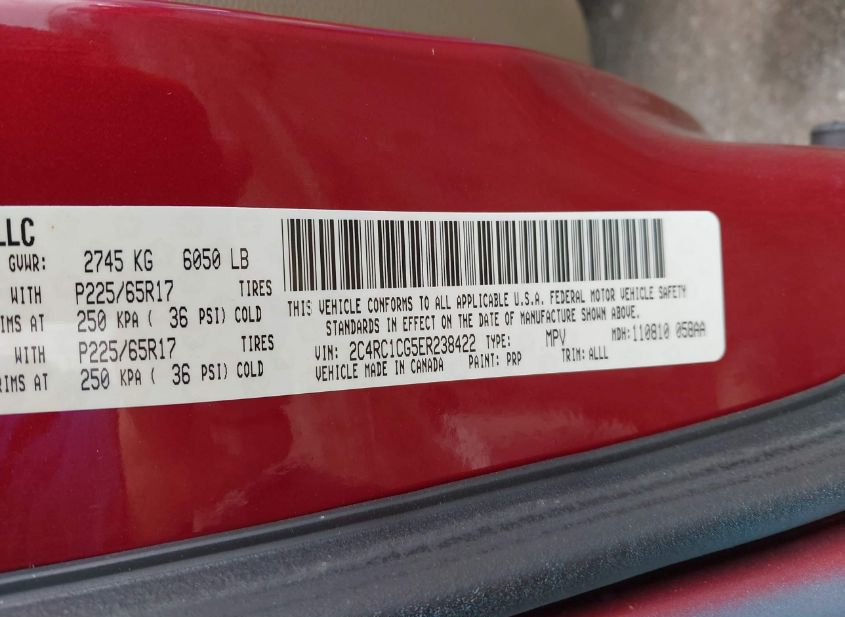 LLC
GVWR: 2745 KG 6050 LB
WITH P225/65R17 TIRES
IMS AT 250 KPA ( 36 PSI) COLD
WITH P225/65R17 TIRES
RIMS AT 250 KPA ( 36 PSI) COLD
THIS VEHICLE CONFORMS TO ALL APPLICABLE U.S.A. FEDERAL MOTOR VEHICLE SAFETY
STANDARDS IN EFFECT ON THE DATE OF MANUFACTURE SHOWN ABOVE.
VIN: 2C4RC1CG5ER238422 TYPE: MPV MDH:110810 05BAA
VEHICLE MADE IN CANADA PAINT: PRP TRIM: ALLL